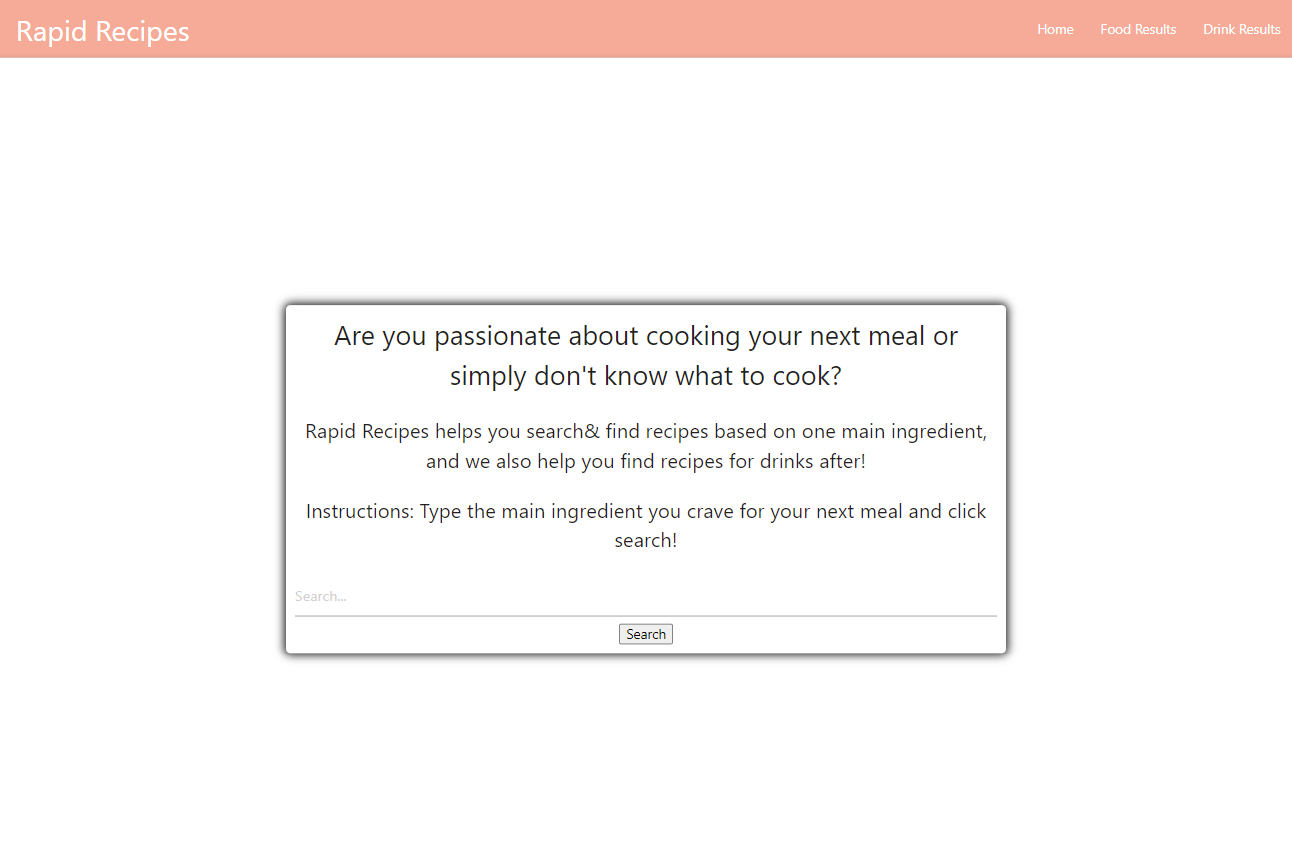 Rapid Recipes
Home Food Results Drink Results
Are you passionate about cooking your next meal or
simply don't know what to cook?
Rapid Recipes helps you search& find recipes based on one main ingredient,
and we also help you find recipes for drinks after!
Instructions: Type the main ingredient you crave for your next meal and click
search!
Search...
Search